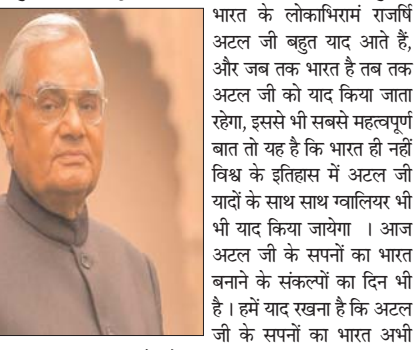 भारत के लोकाभिरामं राजर्षि
अटल जी बहुत याद आते हैं,
और जब तक भारत है तब तक
अटल जी को याद किया जाता
रहेगा, इससे भी सबसे महत्वपूर्ण
बात तो यह है कि भारत ही नहीं
विश्व के इतिहास में अटल जी
यादों के साथ साथ ग्वालियर भी
भी याद किया जायेगा । आज
अटल जी के सपनों का भारत
बनाने के संकल्पों का दिन भी
है । हमें याद रखना है कि अटल
जी के सपनों का भारत अभी